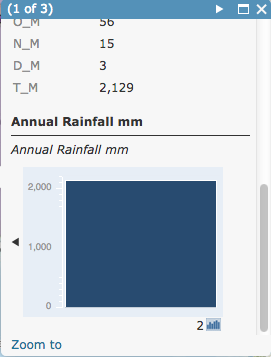 (1 of 3)
O_M 56
N_M 15
D_M 3
T_M 2,129
Annual Rainfall mm
Annual Rainfall mm
2,000
1,000
0
2
Zoom to